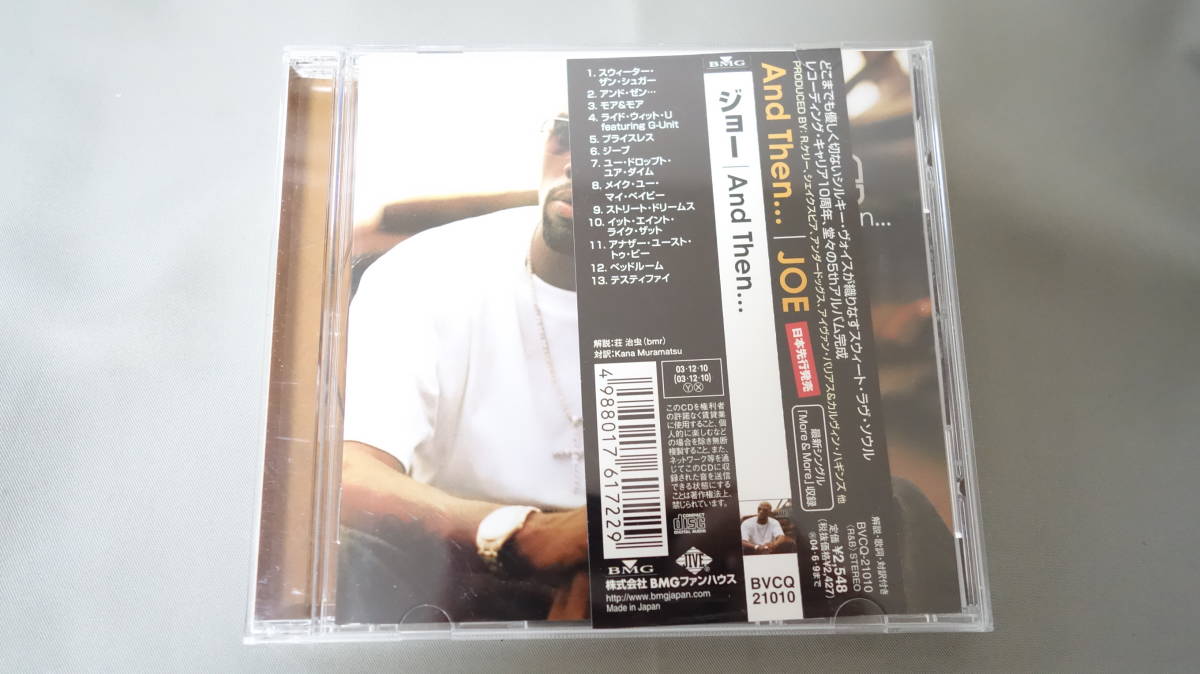 BMG
1. スウィーター・
ザン・シュガー
2. アンド・ゼン…
3. モア&モア
4. ライド・ウィット・U
featuring G-Unit
5. プライスレス
6. ジープ
7. ユー・ドロップト・
ユア・ダイム
8. メイク・ユー・
マイ・ベイビー
9. ストリート・ドリームス
10. イット・エイント・
ライク・ザット
11. アナザー・ユースト・
トゥ・ビー
12. ベッドルーム
13. テスティファイ
解説:荘 治虫(bmr)
対訳:Kana Muramatsu
4988017617229
03・12・10
(03・12・10)
Ⓨ Ⓧ
このCDを権利者
の許諾なく賃貸業
に使用すること、個
人的に楽しむなど
の場合を除き無断
複製すること、また、
ネットワーク等を通
じてこのCDに収
録された音を送信
できる状態にする
ことは著作権法上、
禁じられています。
COMPACT
disc
DIGITAL AUDIO
BMG
JIVE
株式会社 BMGファンハウス
http://www.bmgjapan.com
Made in Japan
ジョー | And Then...
BVCQ
21010
どこまでも優しく切ないシルキー・ヴォイスが織りなすスウィート・ラヴ・ソウル
レコーディング・キャリア10周年、堂々の5thアルバム完成
PRODUCED BY: R.ケリー、シェイクスピア、アンダードッグス、アイヴァン・バリアス&カルヴィン・ハギンズ 他
And Then... | JOE
日本先行発売
最新シングル
「More & More」収録
解説・歌詞・対訳付き
BVCQ-21010
(R&B) STEREO
定価 ¥2,548
(税抜価格¥2,427)
℗04・6・9まで
n...